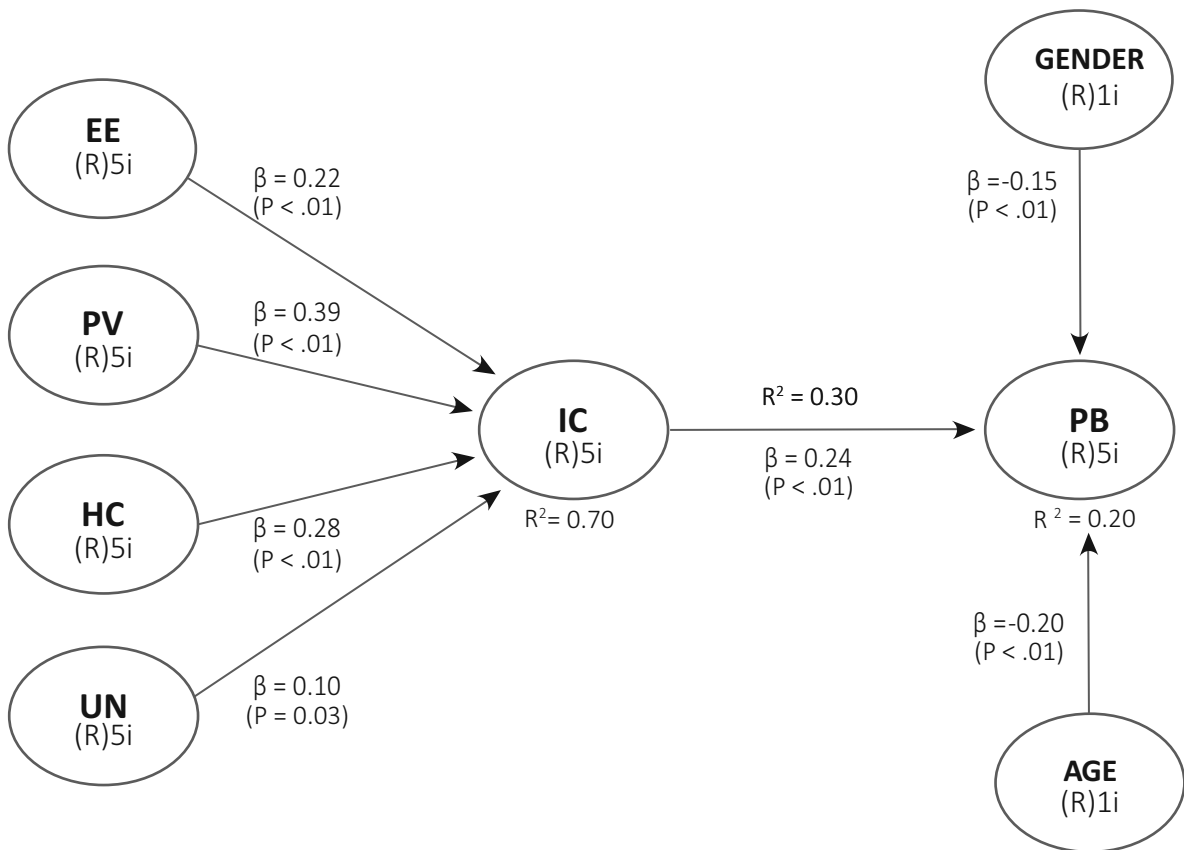 GENDER
(R)1i
EE
(R)5i
β = 0.22
(P < .01)
β =-0.15
(P < .01)
PV
(R)5i
β = 0.39
(P < .01)
IC
(R)5i
R²= 0.70
R² = 0.30
β = 0.24
(P < .01)
PB
(R)5i
R ² = 0.20
HC
(R)5i
β = 0.28
(P < .01)
UN
(R)5i
β = 0.10
(P = 0.03)
β =-0.20
(P < .01)
AGE
(R)1i